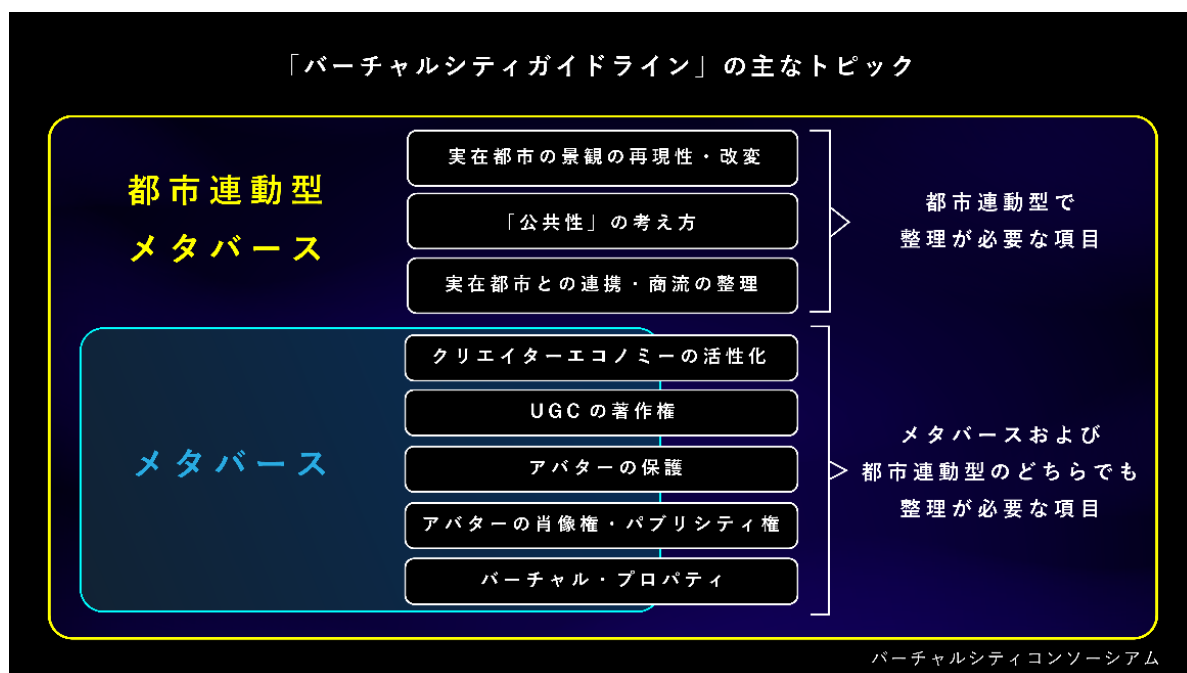 「バーチャルシティガイドライン」の主なトピック
都市連動型
メタバース
実在都市の景観の再現性・改変
「公共性」の考え方
実在都市との連携・商流の整理
都市連動型で
整理が必要な項目
メタバース
クリエイターエコノミーの活性化
UGCの著作権
アバターの保護
アバターの肖像権・パブリシティ権
バーチャル・プロパティ
メタバースおよび
都市連動型のどちらでも
整理が必要な項目
バーチャルシティコンソーシアム